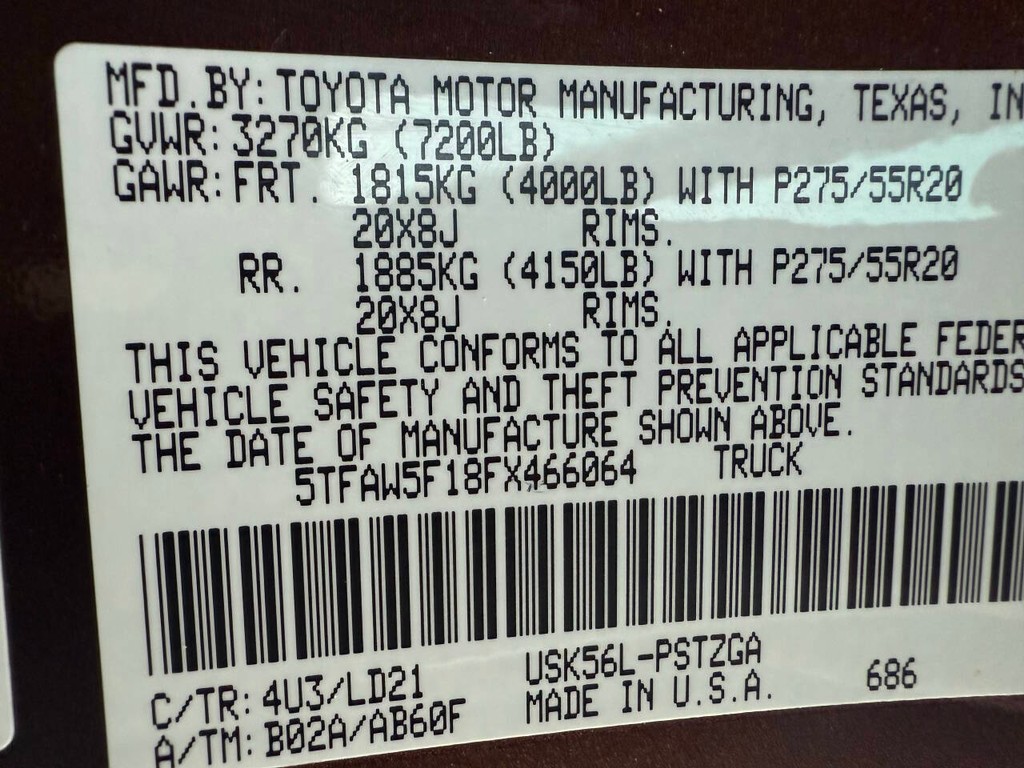 MFD.BY: TOYOTA MOTOR MANUFACTURING, TEXAS, IN
GVWR: 3270KG (7200LB)
GAWR: FRT. 1815KG (4000LB) WITH P275/55R20
20X8J RIMS.
RR. 1885KG (4150LB) WITH P275/55R20
20X8J RIMS.
THIS VEHICLE CONFORMS TO ALL APPLICABLE FEDER
VEHICLE SAFETY AND THEFT PREVENTION STANDARDS
THE DATE OF MANUFACTURE SHOWN ABOVE.
5TFAW5F18FX466064 TRUCK
USK56L-PSTZGA
C/TR: 4U3/LD21
MADE IN U.S.A. 686
A/TM: B02A/AB60F